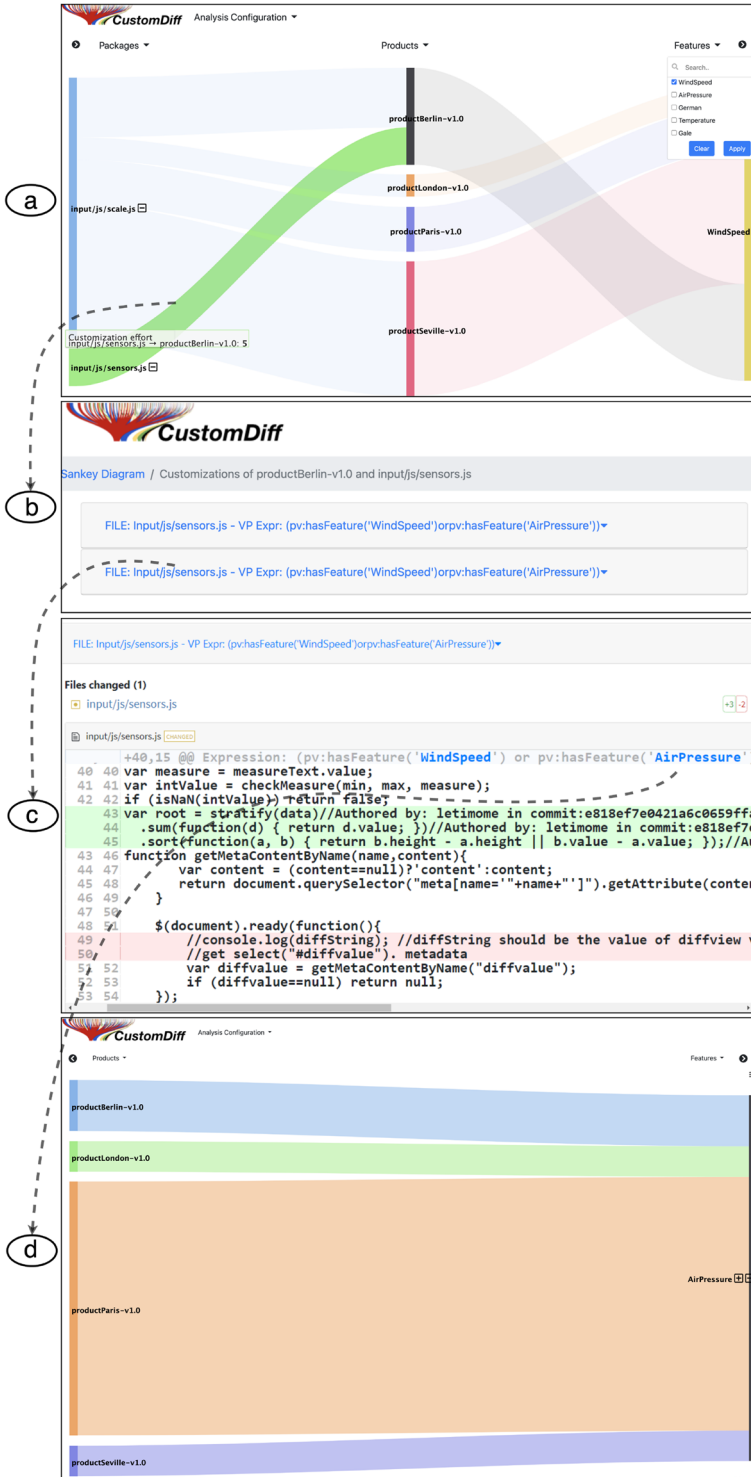 CustomDiff Analysis Configuration
Packages Products Features
Search..
WindSpeed
AirPressure
German
Temperature
Gale
Clear Apply
productBerlin-v1.0
productLondon-v1.0
a
input/js/scale.js
productParis-v1.0
WindSpeed
productSeville-v1.0
Customization effort
input/js/sensors.js → productBerlin-v1.0: 5
input/js/sensors.js
CustomDiff
Sankey Diagram / Customizations of productBerlin-v1.0 and input/js/sensors.js
b
FILE: Input/js/sensors.js - VP Expr: (pv:hasFeature('WindSpeed')orpv:hasFeature('AirPressure'))
FILE: Input/js/sensors.js - VP Expr: (pv:hasFeature('WindSpeed')orpv:hasFeature('AirPressure'))
FILE: Input/js/sensors.js - VP Expr: (pv:hasFeature('WindSpeed')orpv:hasFeature('AirPressure'))
Files changed (1)
input/js/sensors.js +3 -2
input/js/sensors.js CHANGED
+40,15 @@ Expression: (pv:hasFeature('WindSpeed') or pv:hasFeature('AirPressure'
40 40 var measure = measureText.value;
41 41 var intValue = checkMeasure(min, max, measure);
c
42 42 if (isNaN(intValue)) return false;
43 var root = stratify(data)//Authored by: letimome in commit:e818ef7e0421a6c0659ffa
44 .sum(function(d) { return d.value; })//Authored by: letimome in commit:e818ef7e
45 .sort(function(a, b) { return b.height - a.height || b.value - a.value; });//Au
43 46 function getMetaContentByName(name,content){
44 47 var content = (content==null)?'content':content;
45 48 return document.querySelector("meta[name='"+name+"']").getAttribute(conten
46 49 }
47 50
48 51 $(document).ready(function(){
49 //console.log(diffString); //diffString should be the value of diffview
50 //get select("#diffvalue"). metadata
51 52 var diffvalue = getMetaContentByName("diffvalue");
52 53 if (diffvalue==null) return null;
53 54 });
CustomDiff Analysis Configuration
Products Features
productBerlin-v1.0
productLondon-v1.0
d
AirPressure
productParis-v1.0
productSeville-v1.0